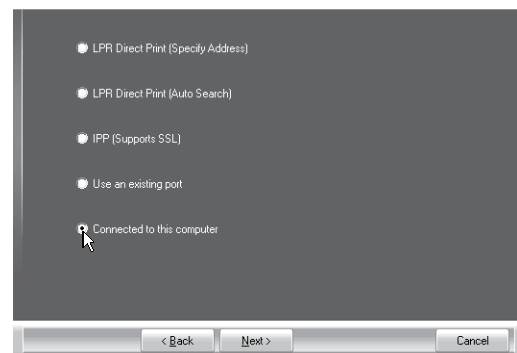 LPR Direct Print (Specify Address)
LPR Direct Print (Auto Search)
IPP (Supports SSL)
Use an existing port
Connected to this computer
< Back Next > Cancel